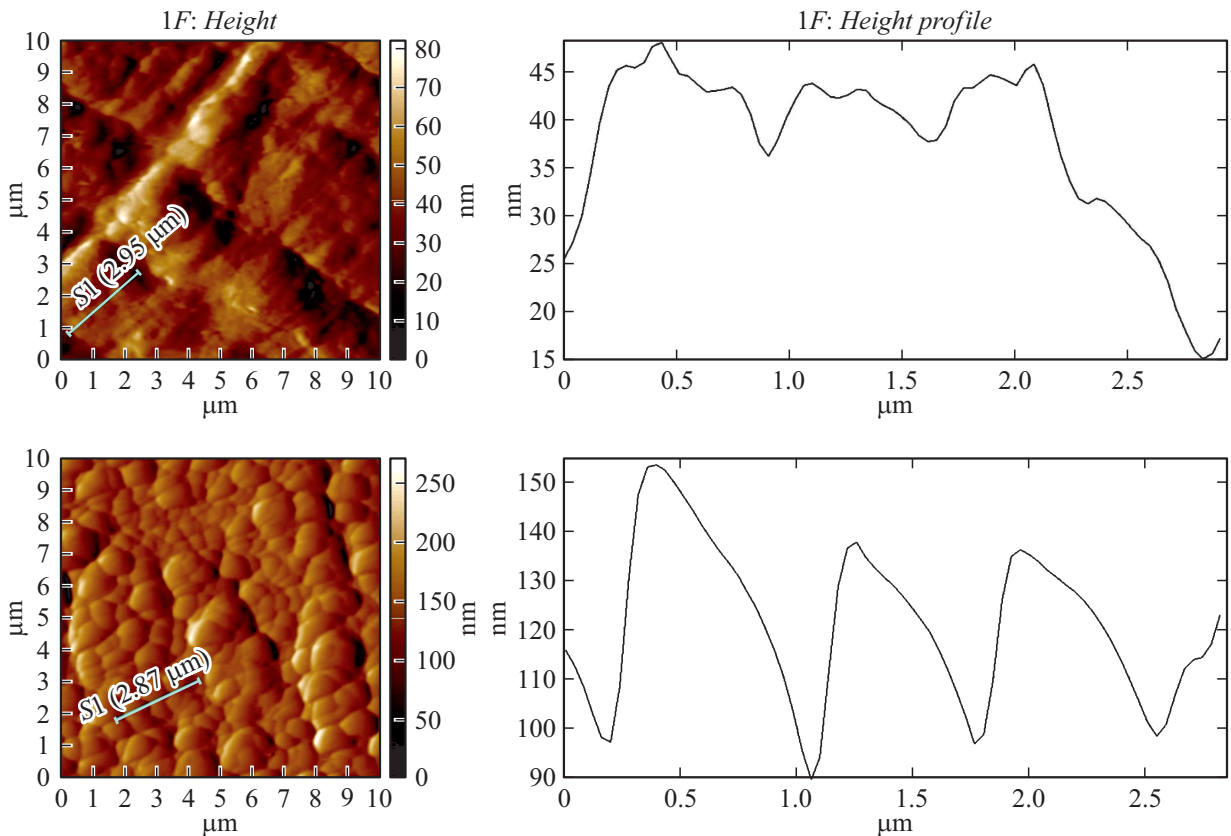 1F: Height
1F: Height profile
10
9
8
7
6
5
4
3
2
1
0
μm
S1 (2.95 μm)
0 1 2 3 4 5 6 7 8 9 10
μm
80
70
60
50
40
30
20
10
0
nm
45
40
35
30
25
20
15
nm
0 0.5 1.0 1.5 2.0 2.5
μm
10
9
8
7
6
5
4
3
2
1
0
μm
S1 (2.87 μm)
0 1 2 3 4 5 6 7 8 9 10
μm
250
200
150
100
50
0
nm
150
140
130
120
110
100
90
nm
0 0.5 1.0 1.5 2.0 2.5
μm